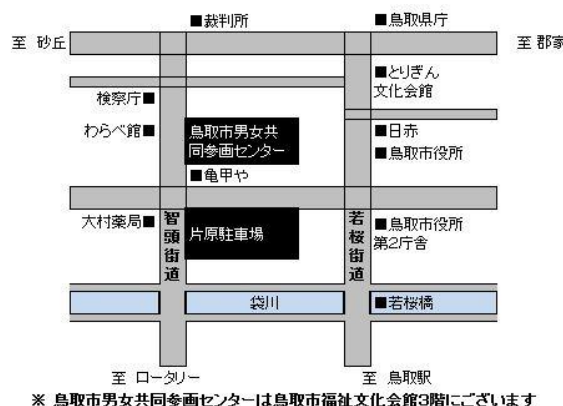 ■裁判所
■鳥取県庁
至 砂丘
至 郡家
■とりぎん
文化会館
検察庁■
わらべ館■
鳥取市男女共
同参画センター
■日赤
■鳥取市役所
■亀甲や
大村薬局■
智頭街道
片原駐車場
若桜街道
■鳥取市役所
第2庁舎
袋川
■若桜橋
至 ロータリー
至 鳥取駅
※ 鳥取市男女共同参画センターは鳥取市福祉文化会館3階にございます